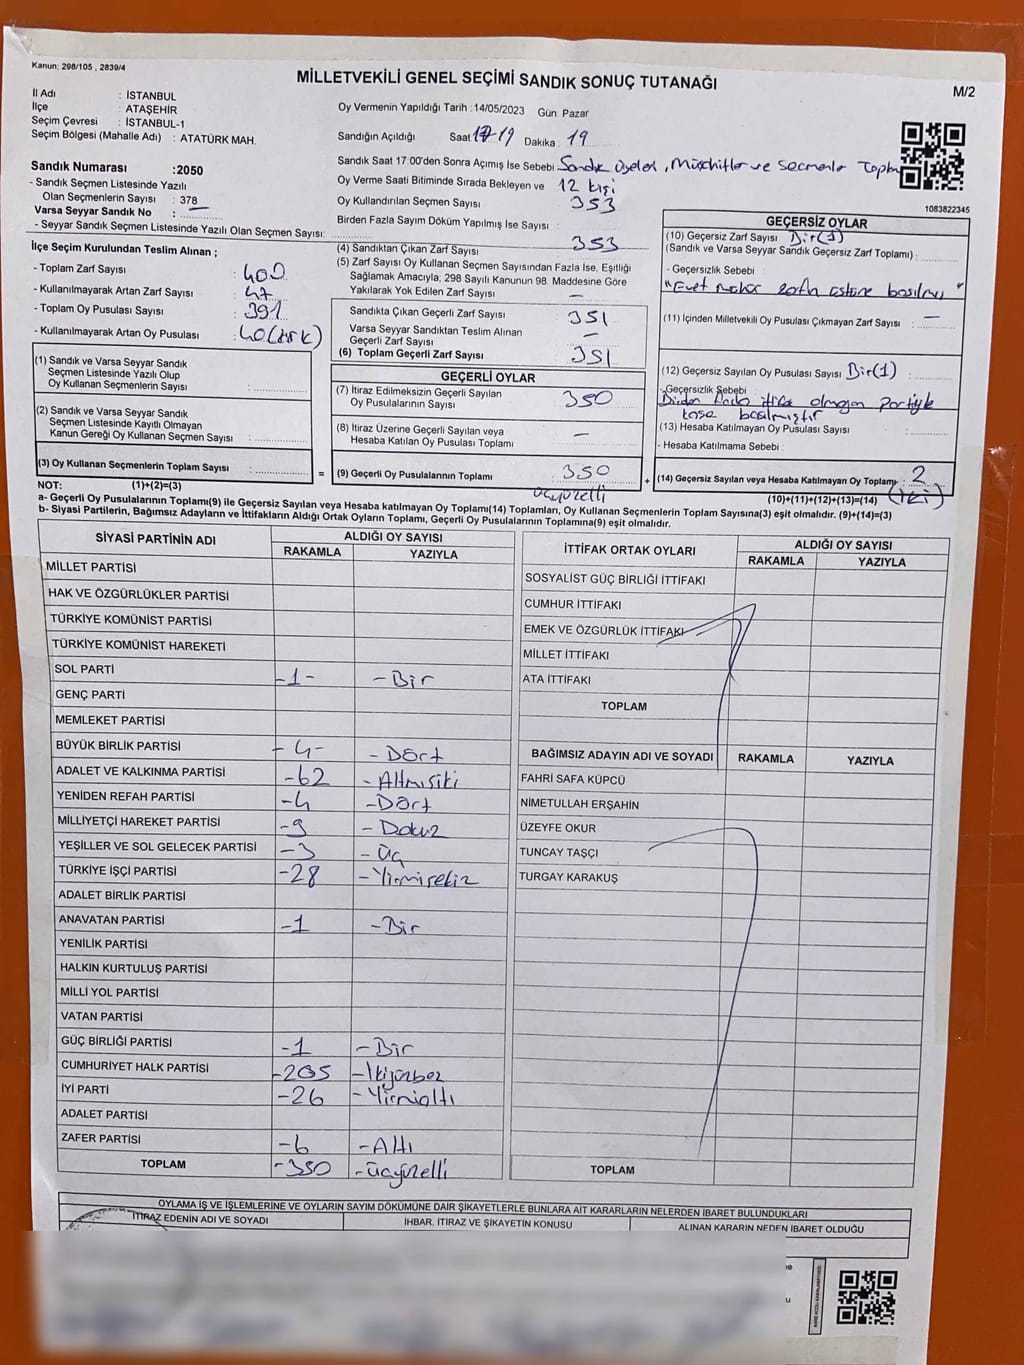 Kanun: 298/105 , 2839/4
MİLLETVEKİLİ GENEL SEÇİMİ SANDIK SONUÇ TUTANAĞI
M/2
İl Adı : İSTANBUL
İlçe : ATAŞEHİR
Seçim Çevresi : İSTANBUL-1
Seçim Bölgesi (Mahalle Adı) : ATATÜRK MAH.
Oy Vermenin Yapıldığı Tarih :14/05/2023 Gün: Pazar
Sandığın Açıldığı Saat 19 Dakika : 19
Sandık Saat 17:00'den Sonra Açımış İse Sebebi Sandık üyeleri, Müşahitler ve seçmenler
Oy Verme Saati Bitiminde Sırada Bekleyen ve 12 kişi
Oy Kullandırılan Seçmen Sayısı 353
Birden Fazla Sayım Döküm Yapılmış İse Sayısı :
Sandık Numarası :2050
- Sandık Seçmen Listesinde Yazılı
Olan Seçmenlerin Sayısı : 378
Varsa Seyyar Sandık No :
- Seyyar Sandık Seçmen Listesinde Yazılı Olan Seçmen Sayısı:
1083822345
İlçe Seçim Kurulundan Teslim Alınan ;
- Toplam Zarf Sayısı : 400
- Kullanılmayarak Artan Zarf Sayısı : 47
- Toplam Oy Pusulası Sayısı : 391
- Kullanılmayarak Artan Oy Pusulası : 40 (kırk)
(1) Sandık ve Varsa Seyyar Sandık
Seçmen Listesinde Yazılı Olup
Oy Kullanan Seçmenlerin Sayısı :
(2) Sandık ve Varsa Seyyar Sandık
Seçmen Listesinde Kayıtlı Olmayan
Kanun Gereği Oy Kullanan Seçmen Sayısı :
(3) Oy Kullanan Seçmenlerin Toplam Sayısı : =
(4) Sandıktan Çıkan Zarf Sayısı : 353
(5) Zarf Sayısı Oy Kullanan Seçmen Sayısından Fazla İse, Eşitliği
Sağlamak Amacıyla, 298 Sayılı Kanunun 98. Maddesine Göre
Yakılarak Yok Edilen Zarf Sayısı : -
Sandıkta Çıkan Geçerli Zarf Sayısı : 351
Varsa Seyyar Sandıktan Teslim Alınan
Geçerli Zarf Sayısı : -
(6) Toplam Geçerli Zarf Sayısı : 351
GEÇERLİ OYLAR
(7) İtiraz Edilmeksizin Geçerli Sayılan
Oy Pusulalarının Sayısı : 350
(8) İtiraz Üzerine Geçerli Sayılan veya
Hesaba Katılan Oy Pusulası Toplamı : -
(9) Geçerli Oy Pusulalarının Toplamı : 350 +
üçyüzelli
GEÇERSİZ OYLAR
(10) Geçersiz Zarf Sayısı : Bir(1)
(Sandık ve Varsa Seyyar Sandık Geçersiz Zarf Toplamı) :
- Geçersizlik Sebebi :
"Evet mührü zarfın üstüne basılmış"
(11) İçinden Milletvekili Oy Pusulası Çıkmayan Zarf Sayısı : -
(12) Geçersiz Sayılan Oy Pusulası Sayısı : Bir(1)
-Geçersizlik Sebebi :
Birden fazla ittifak olmayan partiye
kaşe basılmıştır
(13) Hesaba Katılmayan Oy Pusulası Sayısı :
- Hesaba Katılmama Sebebi :
(14) Geçersiz Sayılan veya Hesaba Katılmayan Oy Toplamı : 2
(10)+(11)+(12)+(13)=(14) (iki)
NOT: (1)+(2)=(3)
a- Geçerli Oy Pusulalarının Toplamı(9) ile Geçersiz Sayılan veya Hesaba Katılmayan Oy Toplamı(14) Toplamları, Oy Kullanan Seçmenlerin Toplam Sayısına(3) eşit olmalıdır. (9)+(14)=(3)
b- Siyasi Partilerin, Bağımsız Adayların ve İttifakların Aldığı Ortak Oyların Toplamı, Geçerli Oy Pusulalarının Toplamına(9) eşit olmalıdır.
SİYASİ PARTİNİN ADI ALDIĞI OY SAYISI
RAKAMLA YAZIYLA
MİLLET PARTİSİ
HAK VE ÖZGÜRLÜKLER PARTİSİ
TÜRKİYE KOMÜNİST PARTİSİ
TÜRKİYE KOMÜNİST HAREKETİ
SOL PARTİ -1- -Bir
GENÇ PARTİ
MEMLEKET PARTİSİ
BÜYÜK BİRLİK PARTİSİ -4- -Dört
ADALET VE KALKINMA PARTİSİ -62 -Altmışiki
YENİDEN REFAH PARTİSİ -4 -Dört
MİLLİYETÇİ HAREKET PARTİSİ -9 -Dokuz
YEŞİLLER VE SOL GELECEK PARTİSİ -3 -Üç
TÜRKİYE İŞÇİ PARTİSİ -28 -Yirmisekiz
ADALET BİRLİK PARTİSİ
ANAVATAN PARTİSİ -1 -Bir
YENİLİK PARTİSİ
HALKIN KURTULUŞ PARTİSİ
MİLLİ YOL PARTİSİ
VATAN PARTİSİ
GÜÇ BİRLİĞİ PARTİSİ -1 -Bir
CUMHURİYET HALK PARTİSİ -205 -İkiyüzbeş
İYİ PARTİ -26 -Yirmialtı
ADALET PARTİSİ
ZAFER PARTİSİ -6 -Altı
TOPLAM -350 -üçyüzelli
İTTİFAK ORTAK OYLARI ALDIĞI OY SAYISI
RAKAMLA YAZIYLA
SOSYALİST GÜÇ BİRLİĞİ İTTİFAKI
CUMHUR İTTİFAKI
EMEK VE ÖZGÜRLÜK İTTİFAKI
MİLLET İTTİFAKI
ATA İTTİFAKI
TOPLAM
BAĞIMSIZ ADAYIN ADI VE SOYADI RAKAMLA YAZIYLA
FAHRİ SAFA KÜPCÜ
NİMETULLAH ERŞAHİN
ÜZEYFE OKUR
TUNCAY TAŞÇI
TURGAY KARAKUŞ
TOPLAM
OYLAMA İŞ VE İŞLEMLERİNE VE OYLARIN SAYIM DÖKÜMÜNE DAİR ŞİKAYETLERLE BUNLARA AİT KARARLARIN NELERDEN İBARET BULUNDUKLARI
İTİRAZ EDENİN ADI VE SOYADI İHBAR, İTİRAZ VE ŞİKAYETİN KONUSU ALINAN KARARIN NEDEN İBARET OLDUĞU